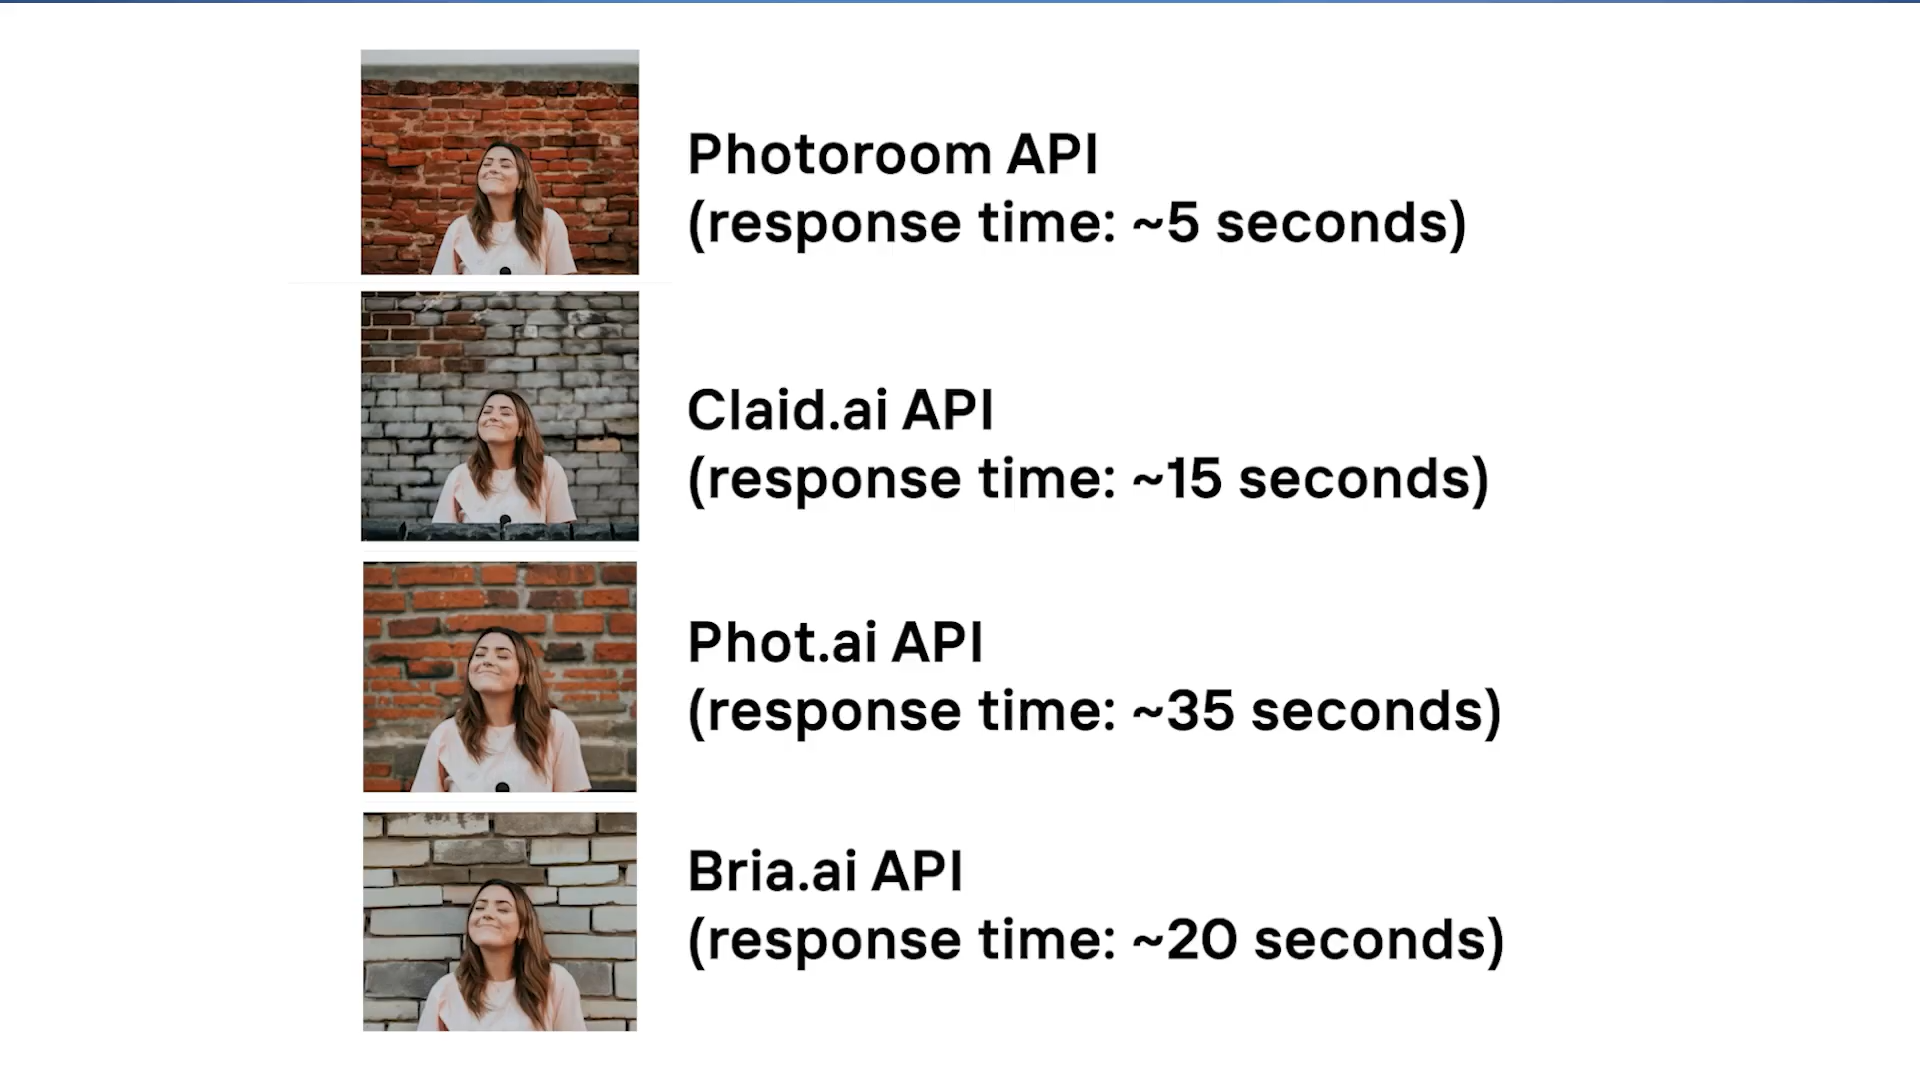 Photoroom API
(response time: ~5 seconds)
Claid.ai API
(response time: ~15 seconds)
Phot.ai API
(response time: ~35 seconds)
Bria.ai API
(response time: ~20 seconds)